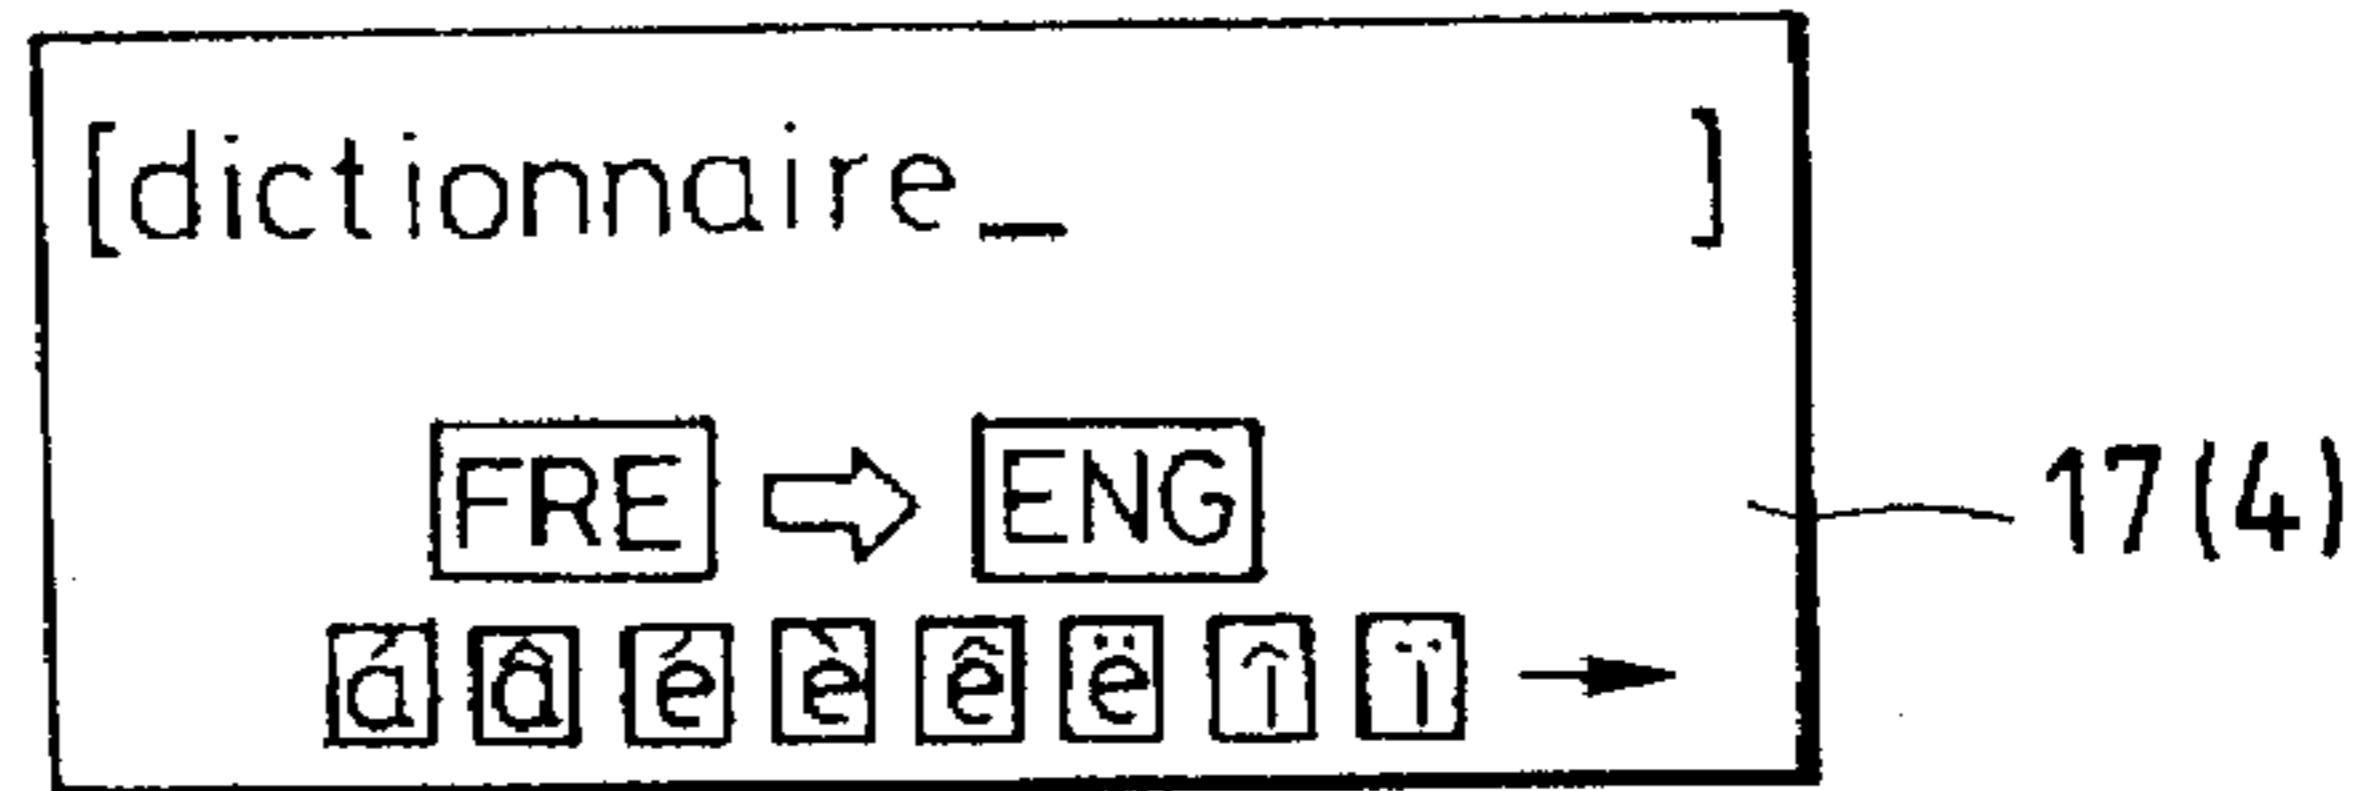 [dictionnaire_ ]
FRE ⇨ ENG
á â é è ê ë î ï →
17(4)